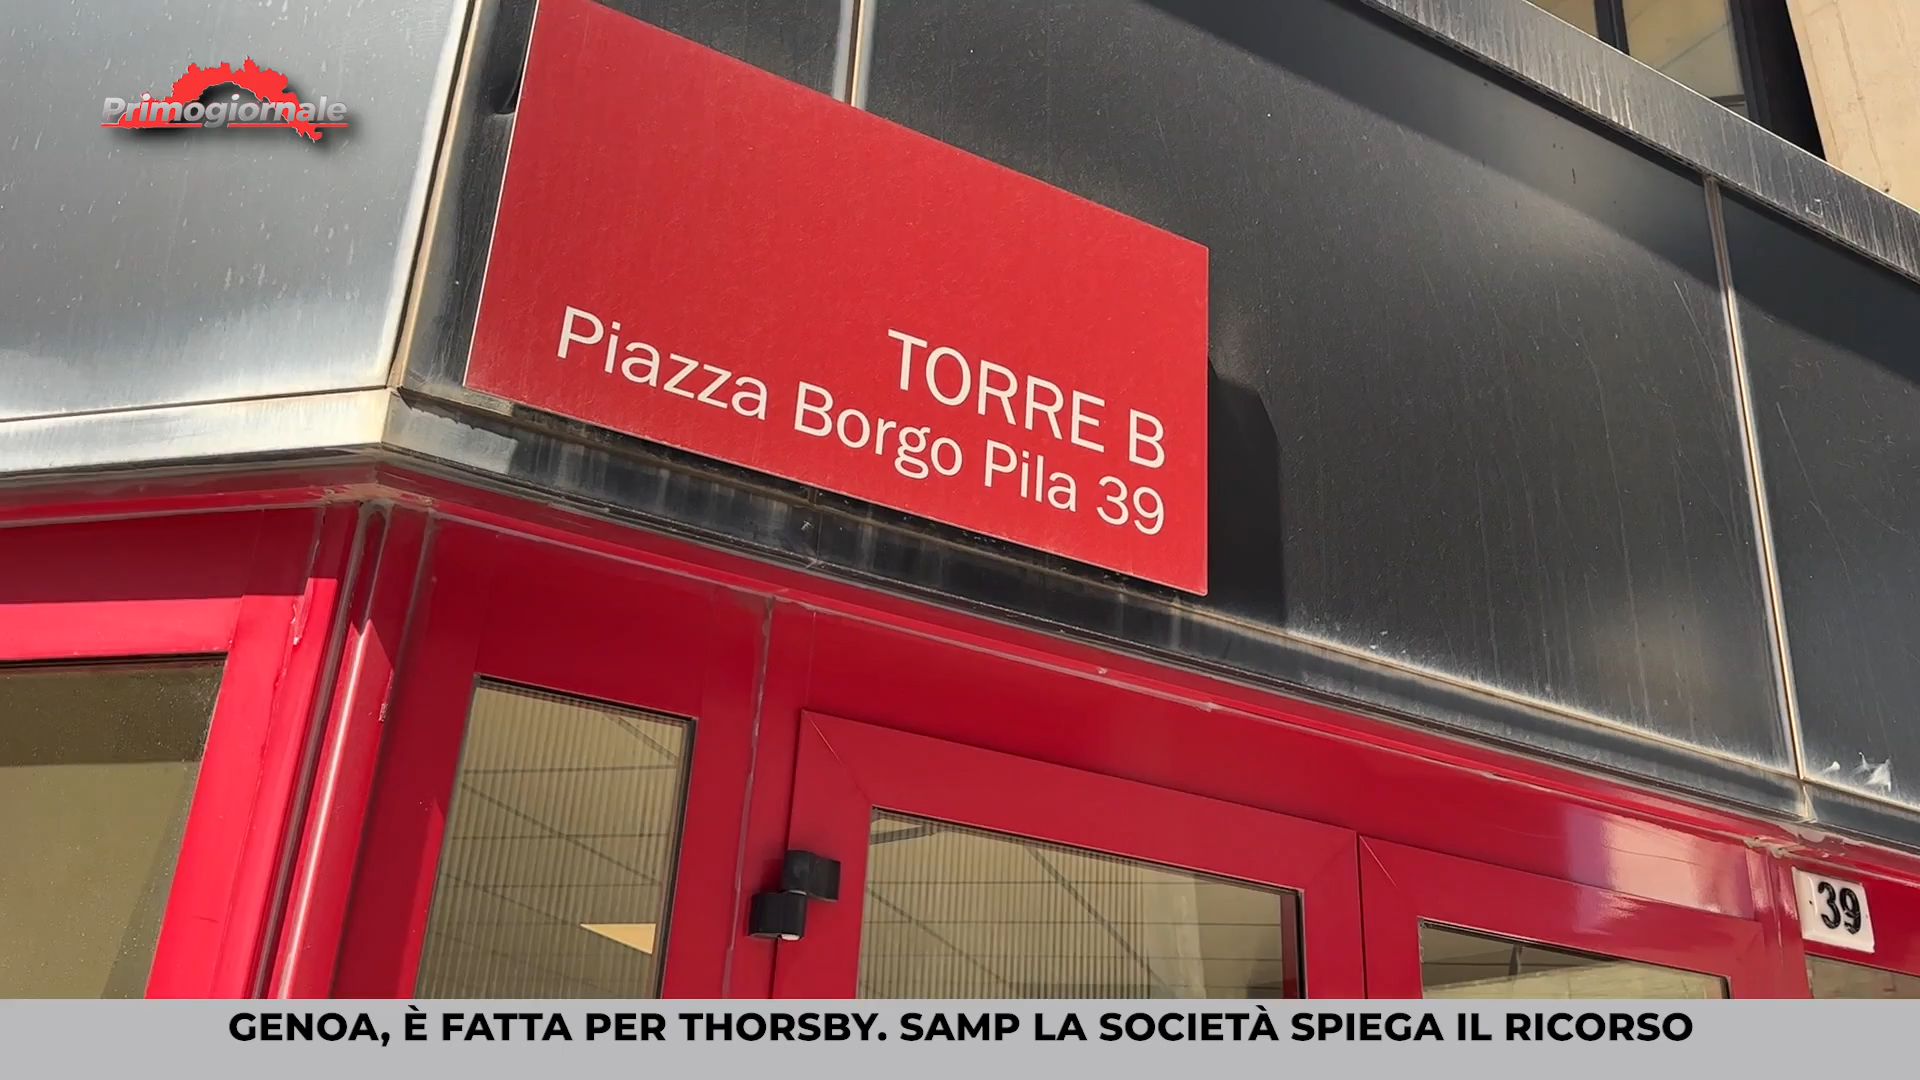 Primogiornale
TORRE B
Piazza Borgo Pila 39
39
GENOA, È FATTA PER THORSBY. SAMP LA SOCIETÀ SPIEGA IL RICORSO